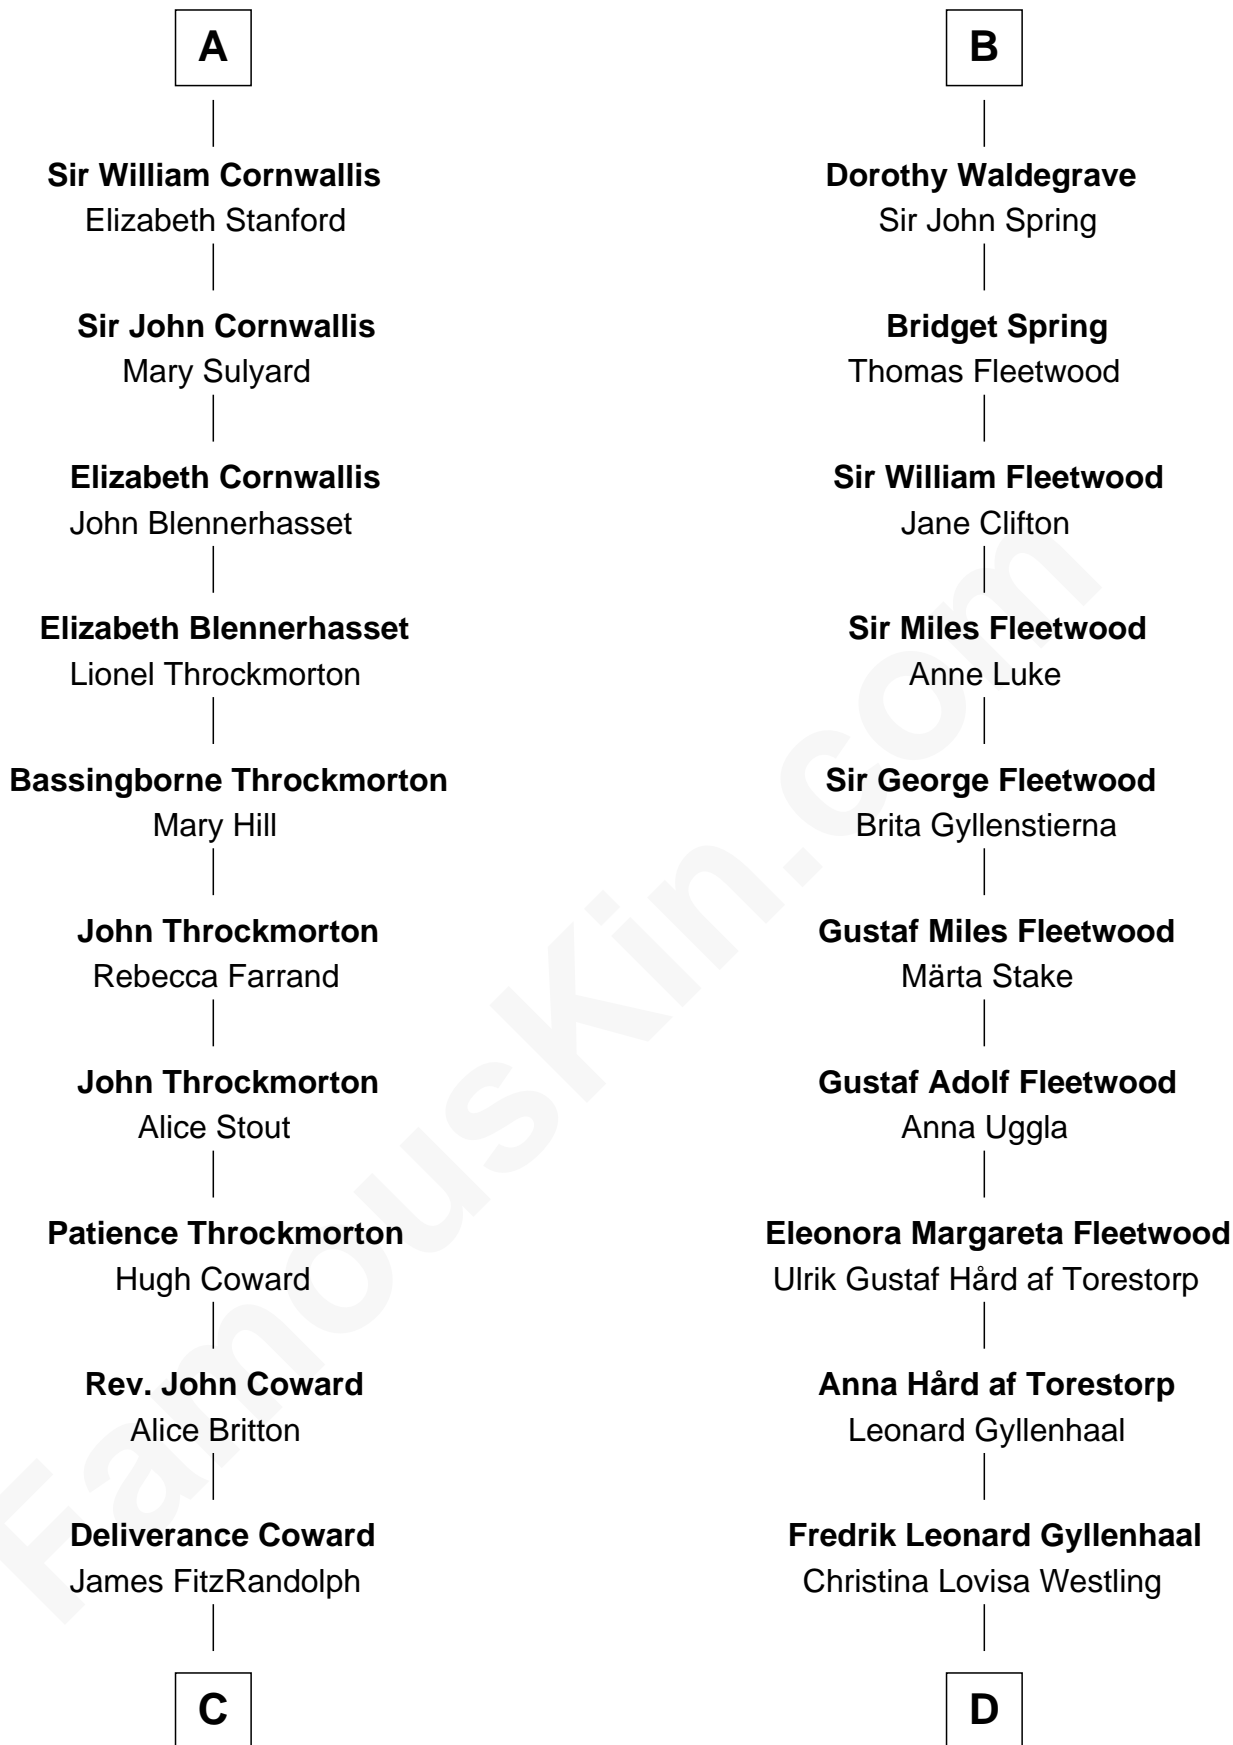 A
Sir William Cornwallis
Elizabeth Stanford
Sir John Cornwallis
Mary Sulyard
Elizabeth Cornwallis
John Blennerhasset
Elizabeth Blennerhasset
Lionel Throckmorton
Bassingborne Throckmorton
Mary Hill
John Throckmorton
Rebecca Farrand
John Throckmorton
Alice Stout
Patience Throckmorton
Hugh Coward
Rev. John Coward
Alice Britton
Deliverance Coward
James FitzRandolph
C
B
Dorothy Waldegrave
Sir John Spring
Bridget Spring
Thomas Fleetwood
Sir William Fleetwood
Jane Clifton
Sir Miles Fleetwood
Anne Luke
Sir George Fleetwood
Brita Gyllenstierna
Gustaf Miles Fleetwood
Märta Stake
Gustaf Adolf Fleetwood
Anna Uggla
Eleonora Margareta Fleetwood
Ulrik Gustaf Hård af Torestorp
Anna Hård af Torestorp
Leonard Gyllenhaal
Fredrik Leonard Gyllenhaal
Christina Lovisa Westling
D
FamousKin.com